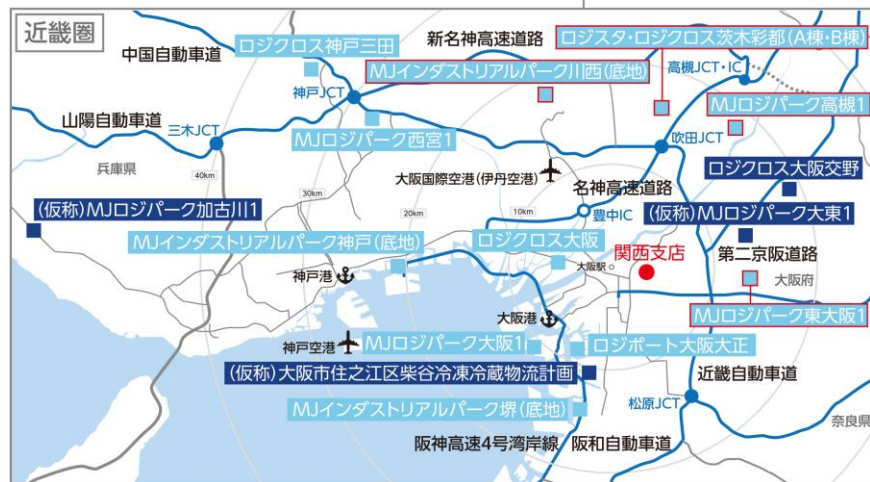 近畿圏
中国自動車道
ロジクロス神戸三田
新名神高速道路
ロジスタ・ロジクロス茨木彩都(A棟・B棟)
高槻JCT・IC
神戸JCT
MJインダストリアルパーク川西(底地)
MJロジパーク高槻1
山陽自動車道
三木JCT
MJロジパーク西宮1
吹田JCT
兵庫県
40km
大阪国際空港(伊丹空港)
ロジクロス大阪交野
30km
名神高速道路
(仮称)MJロジパーク加古川1
20km
10km
豊中IC
(仮称)MJロジパーク大東1
MJインダストリアルパーク神戸(底地)
ロジクロス大阪
関西支店
第二京阪道路
神戸港
大阪駅
大阪府
大阪港
MJロジパーク東大阪1
神戸空港
MJロジパーク大阪1
ロジポート大阪大正
(仮称)大阪市住之江区柴谷冷凍冷蔵物流計画
近畿自動車道
MJインダストリアルパーク堺(底地)
松原JCT
奈良県
阪神高速4号湾岸線
阪和自動車道